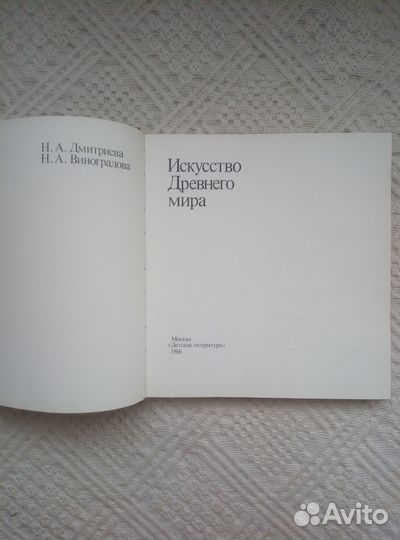 Н. А. Дмитриева
Н. А. Виноградова
Искусство
Древнего
мира
Москва
«Детская литература»
1986
Avito